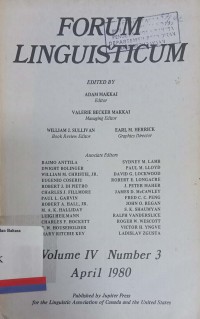 FORUM
LINGUISTICUM
EDITED BY
ADAM MAKKAI
Editor
VALERIE BECKER MAKKAI
Managing Editor
WILLIAM J. SULLIVAN
Book Review Editor
EARL M. HERRICK
Graphics Director
Associate Editors
RAIMO ANTTILA
DWIGHT BOLINGER
WILLIAM M. CHRISTIE, JR.
EUGENIO COSERIU
ROBERT J. DI PIETRO
CHARLES J. FILLMORE
PAUL L. GARVIN
ROBERT A. HALL, JR.
M. A. K. HALLIDAY
LUIGI HEILMANN
CHARLES F. HOCKETT
HOUSEHOLDER
MARY RITCHIE KEY
SYDNEY M. LAMB
PAUL M. LLOYD
DAVID G. LOCKWOOD
ROBERT E. LONGACRE
J. PETER MAHER
JAMES D. McCAWLEY
FRED C. C. PENG
JOHN D. REGAN
S. K. SHAUMYAN
RALPH VANDERSLICE
ROGER W. WESCOTT
VICTOR H. YNGVE
LADISLAV ZGUSTA
Volume IV Number 3
April 1980
Published by Jupiter Press
for the Linguistic Association of Canada and the United States